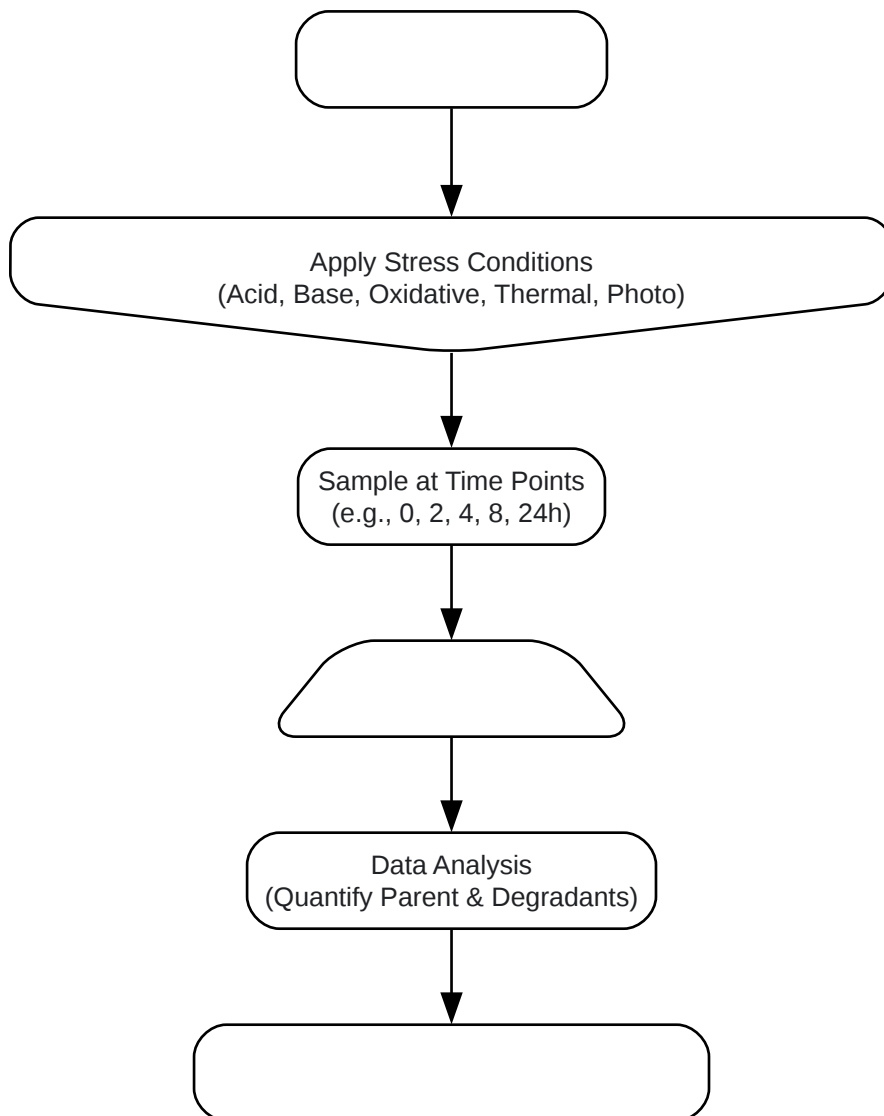 Apply Stress Conditions
(Acid, Base, Oxidative, Thermal, Photo)
Sample at Time Points
(e.g., 0, 2, 4, 8, 24h)
Data Analysis
(Quantify Parent & Degradants)